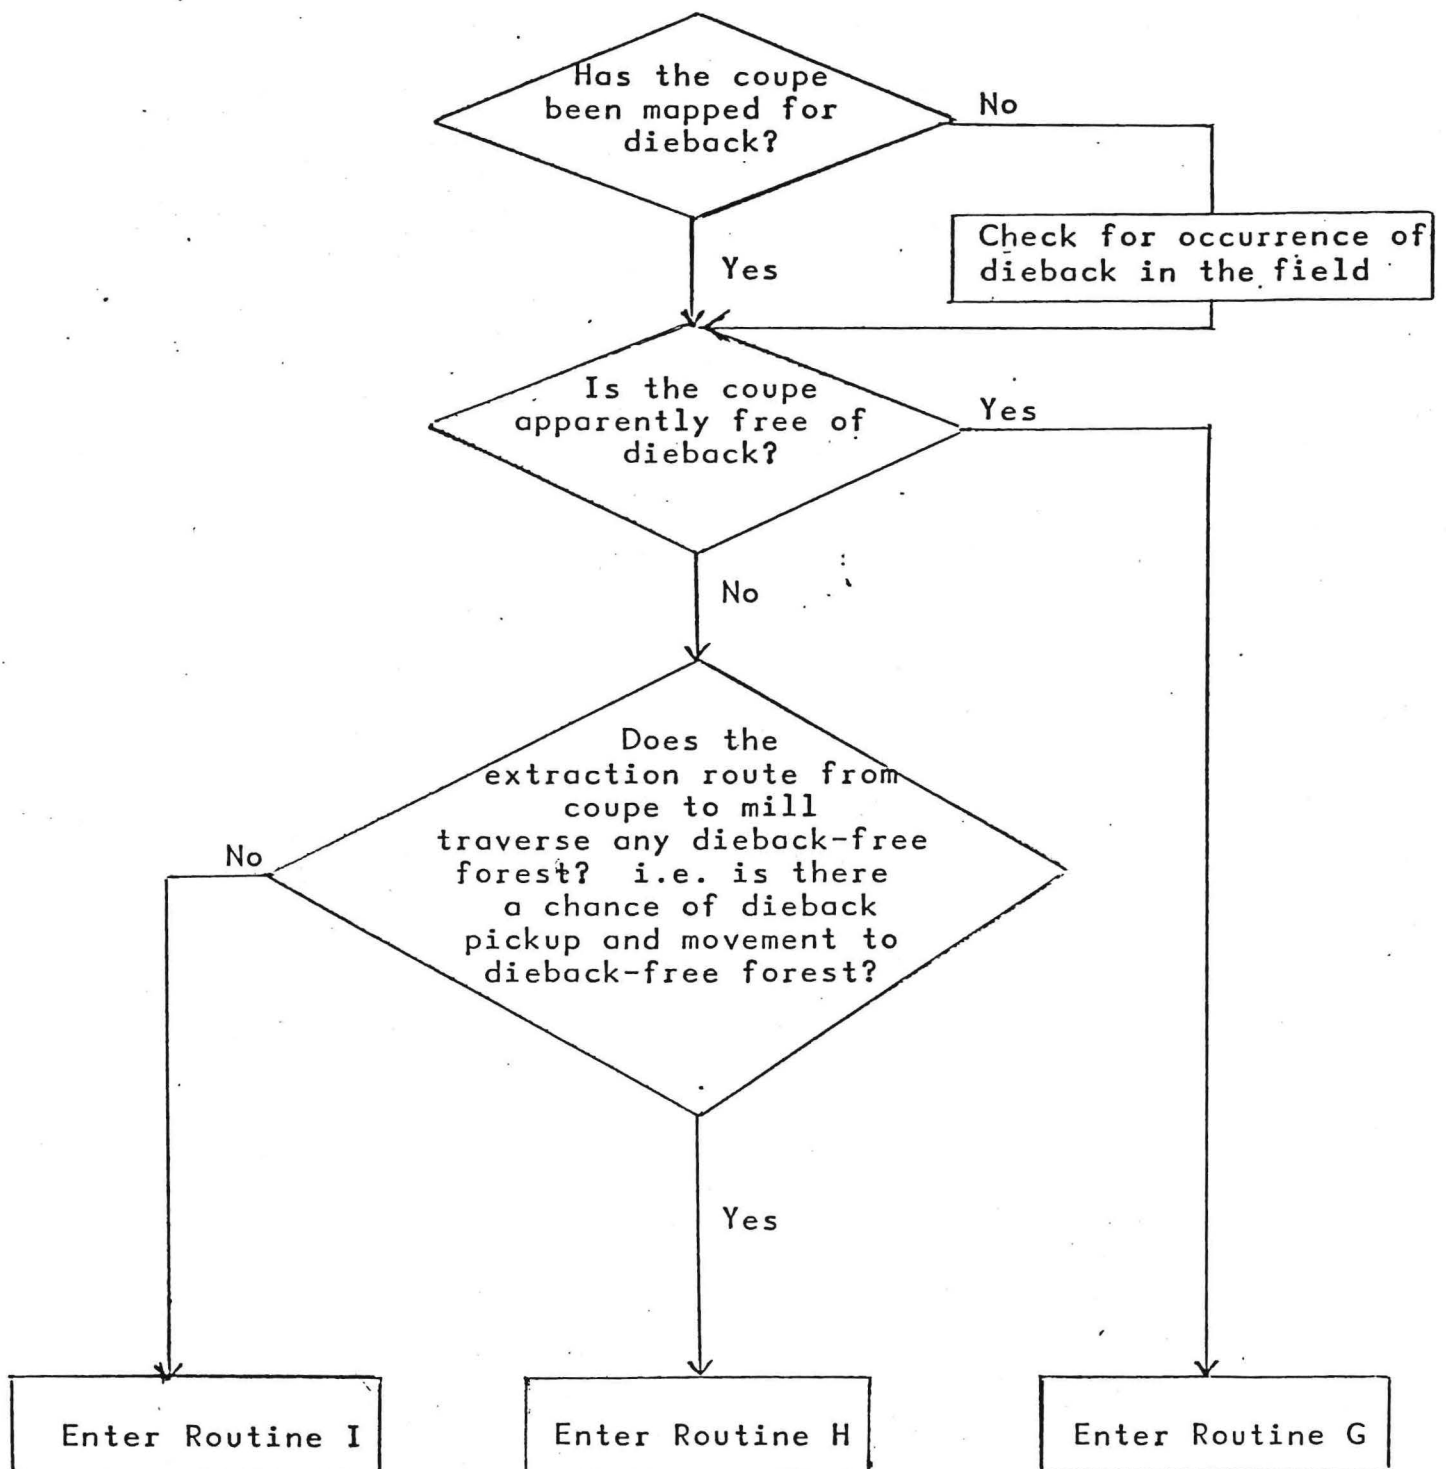 Has the coupe
been mapped for
dieback?
No
Check for occurrence of
dieback in the field
Yes
Is the coupe
apparently free of
dieback?
Yes
No
Does the
extraction route from
coupe to mill
traverse any dieback-free
forest? i.e. is there
a chance of dieback
pickup and movement to
dieback-free forest?
No
Yes
Enter Routine I
Enter Routine H
Enter Routine G